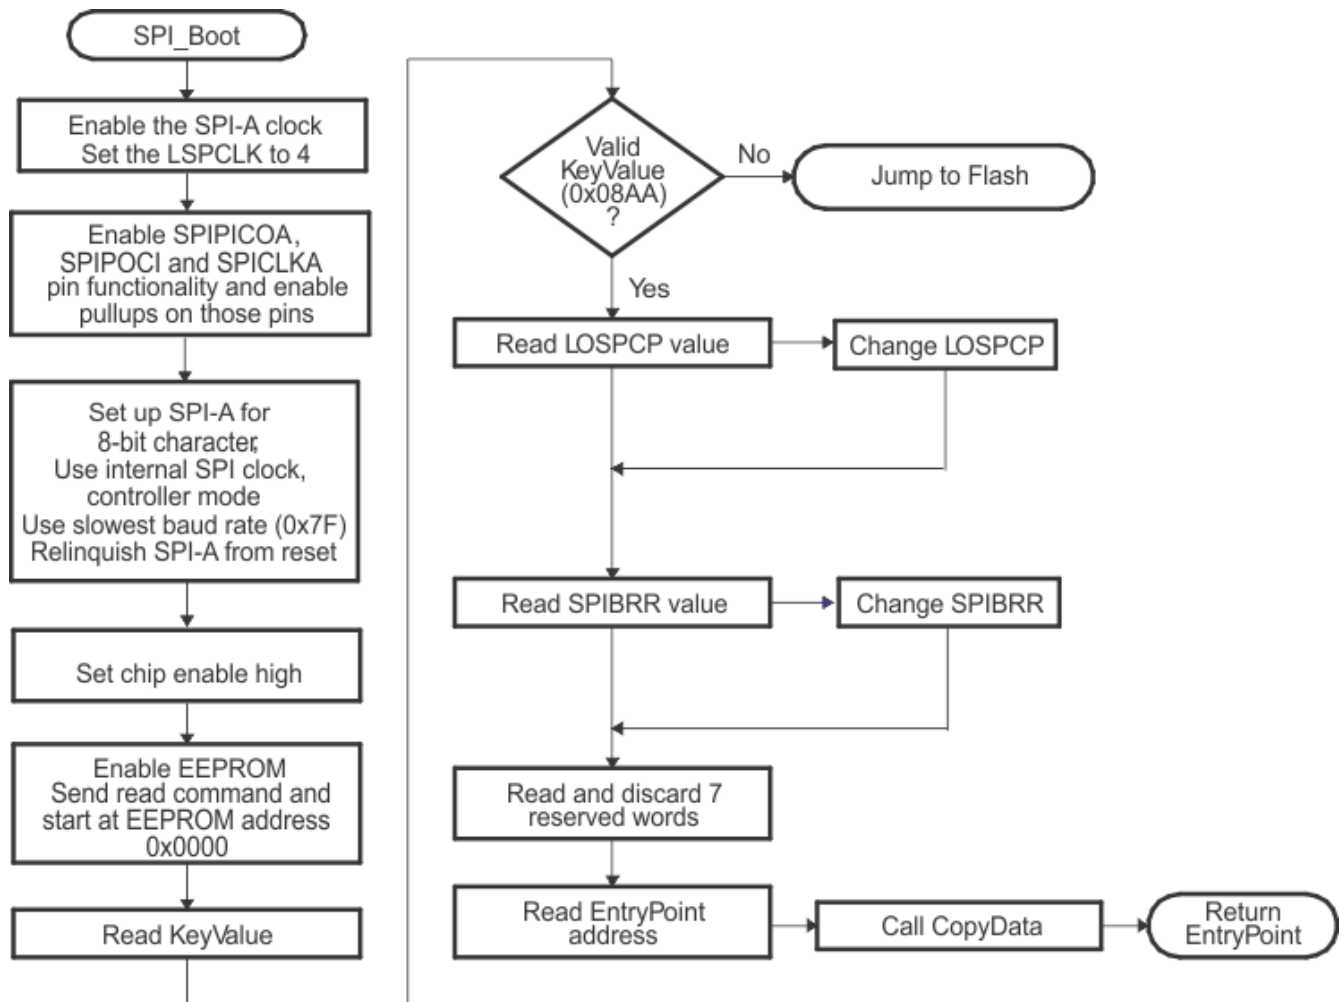 SPI_Boot
Enable the SPI-A clock
Set the LSPCLK to 4
Enable SPIPICOA,
SPIPOCI and SPICLKA
pin functionality and enable
pullups on those pins
Set up SPI-A for
8-bit character,
Use internal SPI clock,
controller mode
Use slowest baud rate (0x7F)
Relinquish SPI-A from reset
Set chip enable high
Enable EEPROM
Send read command and
start at EEPROM address
0x0000
Read KeyValue
Valid
KeyValue
(0x08AA)
?
No
Jump to Flash
Yes
Read LOSPCP value
Change LOSPCP
Read SPIBRR value
Change SPIBRR
Read and discard 7
reserved words
Read EntryPoint
address
Call CopyData
Return
EntryPoint